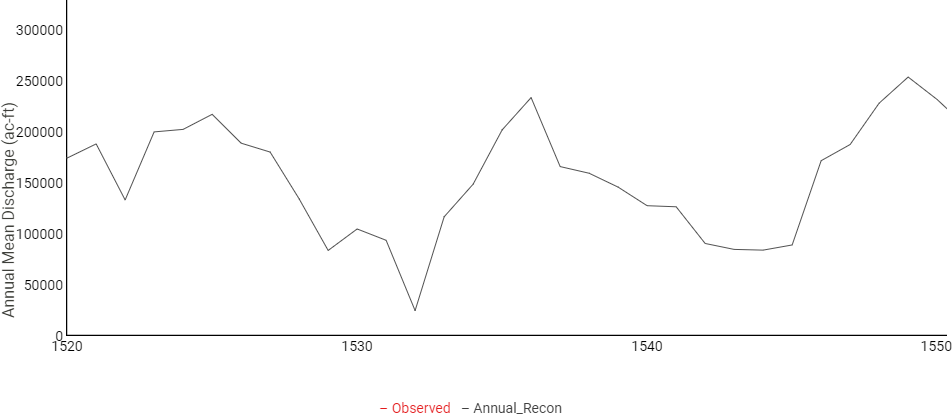 Annual Mean Discharge (ac-ft)
300000
250000
200000
150000
100000
50000
0
1520 1530 1540 1550
– Observed – Annual_Recon